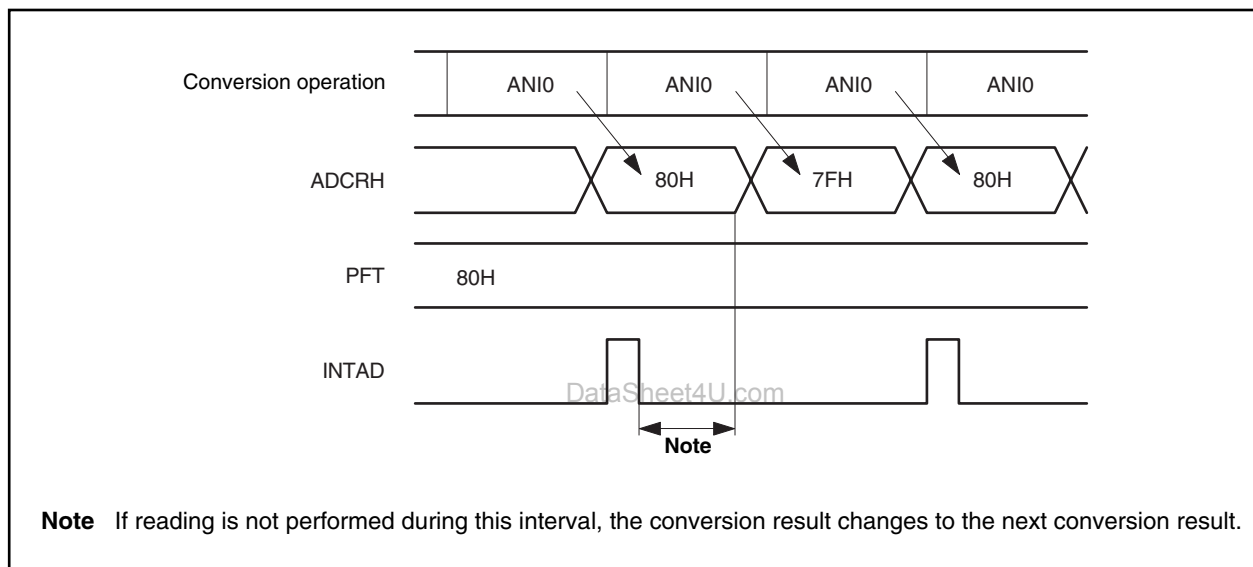 Conversion operation ANI0 ANI0 ANI0 ANI0
ADCRH 80H 7FH 80H
PFT 80H
INTAD
DataSheet4U.com
Note
Note If reading is not performed during this interval, the conversion result changes to the next conversion result.